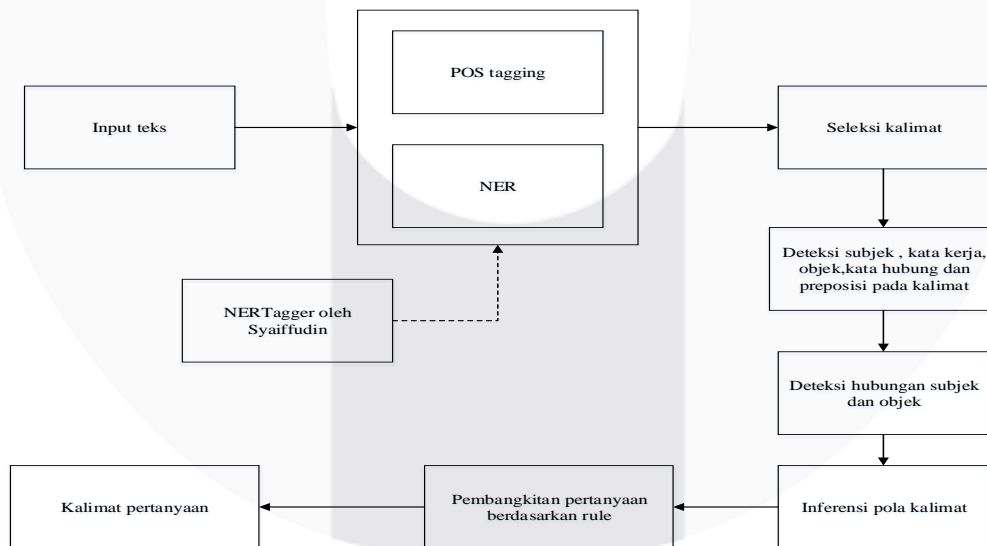 POS tagging
Input teks
Seleksi kalimat
NER
Deteksi subjek , kata kerja,
objek,kata hubung dan
preposisi pada kalimat
NERTagger oleh
Syaiffudin
Deteksi hubungan subjek
dan objek
Inferensi pola kalimat
Pembangkitan pertanyaan
berdasarkan rule
Kalimat pertanyaan